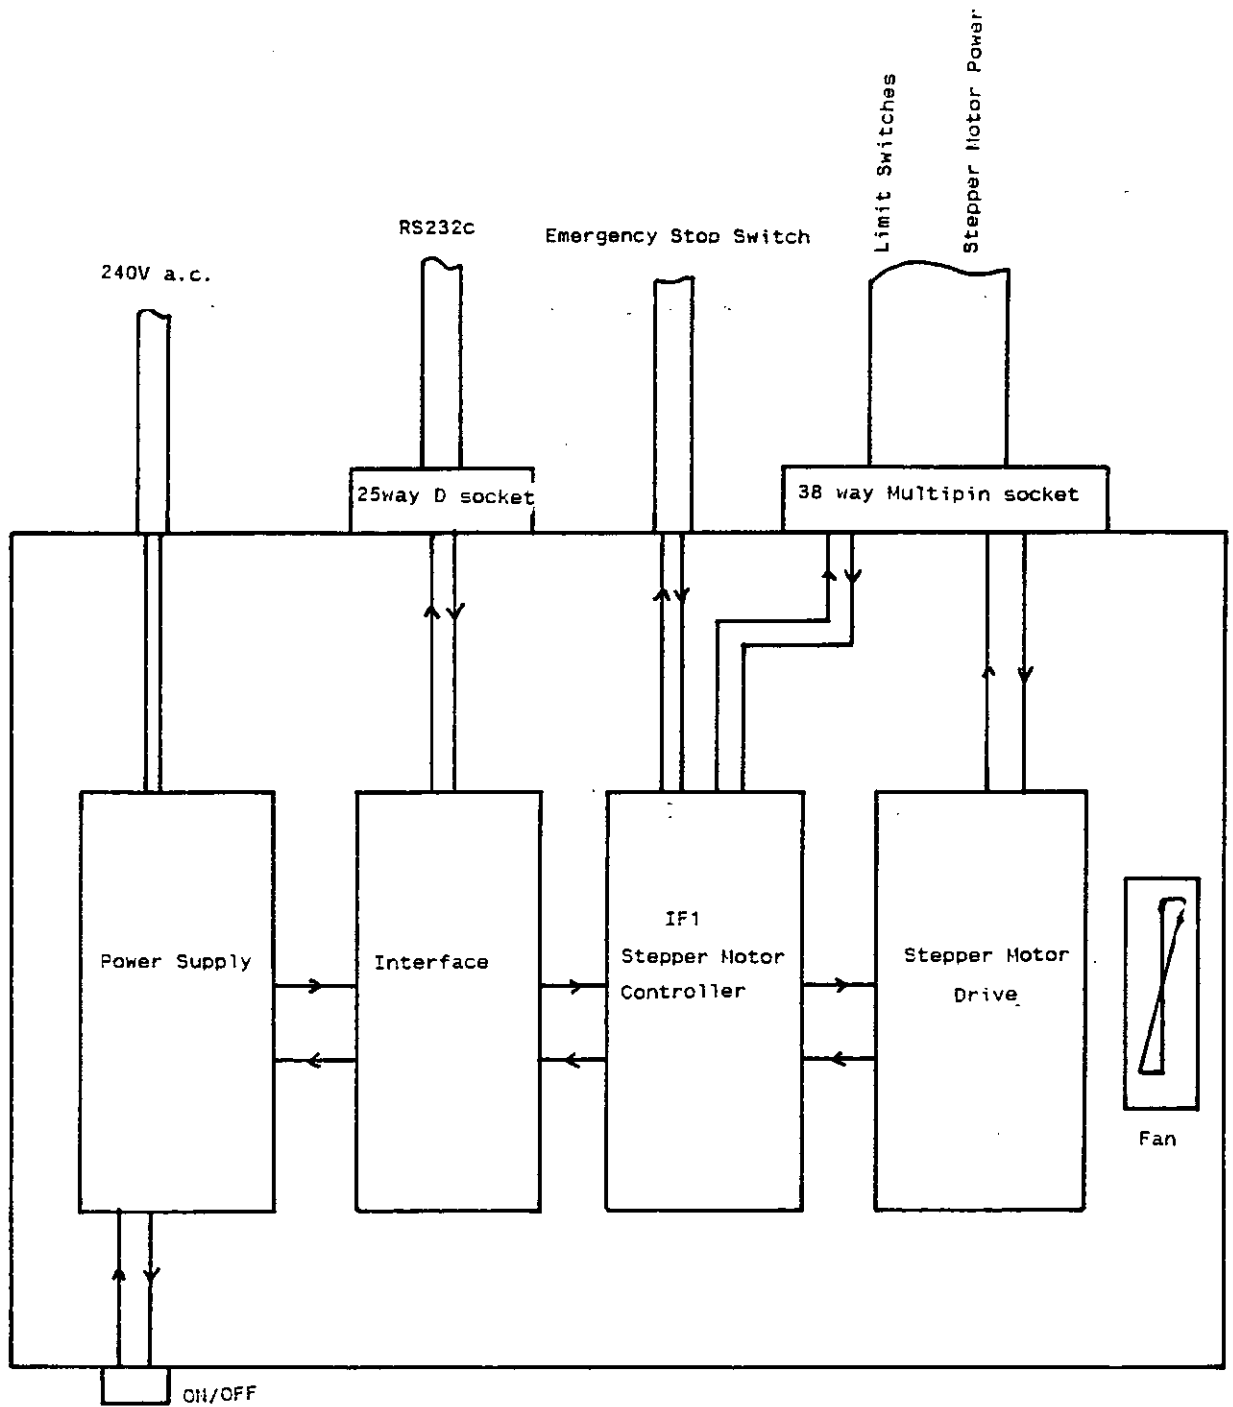 Limit Switches
Stepper Motor Power
RS232c
Emergency Stop Switch
240V a.c.
25way D socket
38 way Multipin socket
Power Supply
Interface
IF1
Stepper Motor
Controller
Stepper Motor
Drive
Fan
ON/OFF